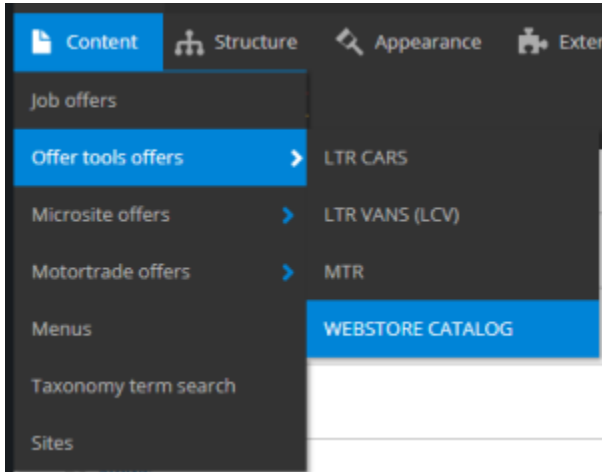 Content
Structure
Appearance
Job offers
Offer tools offers
LTR CARS
Microsite offers
LTR VANS (LCV)
Motortrade offers
MTR
Menus
WEBSTORE CATALOG
Taxonomy term search
Sites